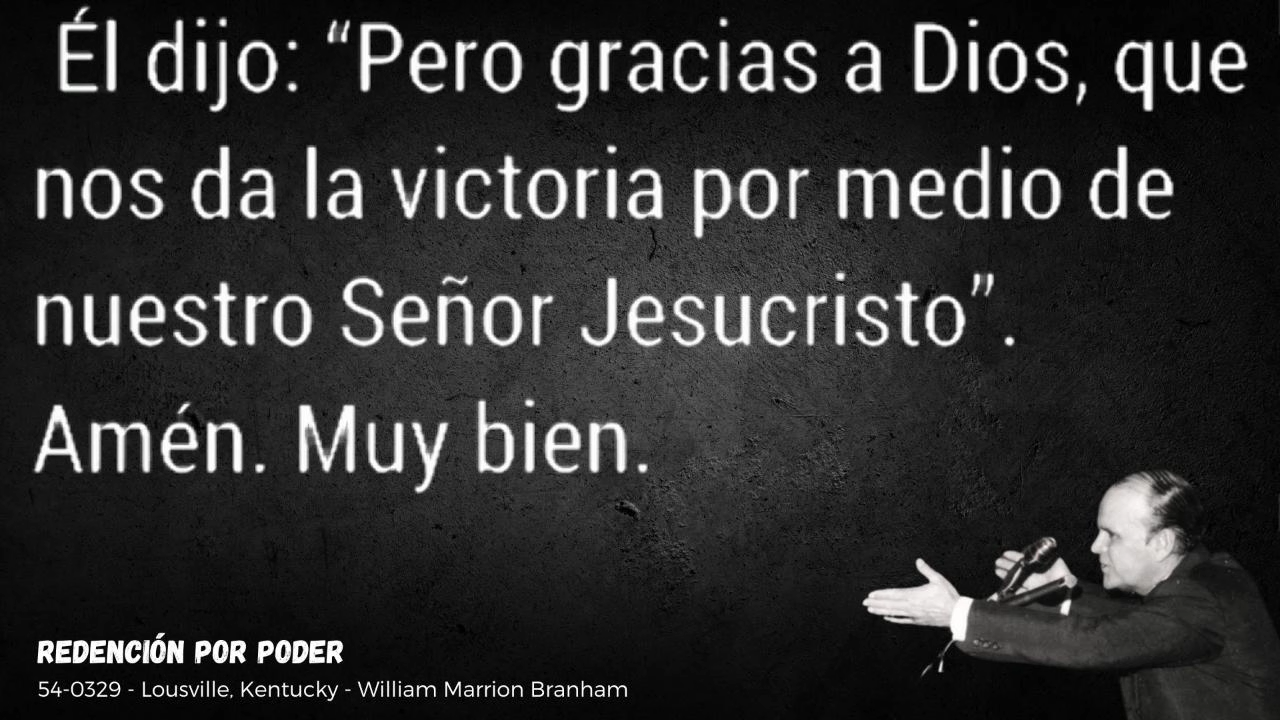 Él dijo: “Pero gracias a Dios, que
nos da la victoria por medio de
nuestro Señor Jesucristo”.
Amén. Muy bien.
REDENCIÓN POR PODER
54-0329 - Lousville, Kentucky - William Marrion Branham